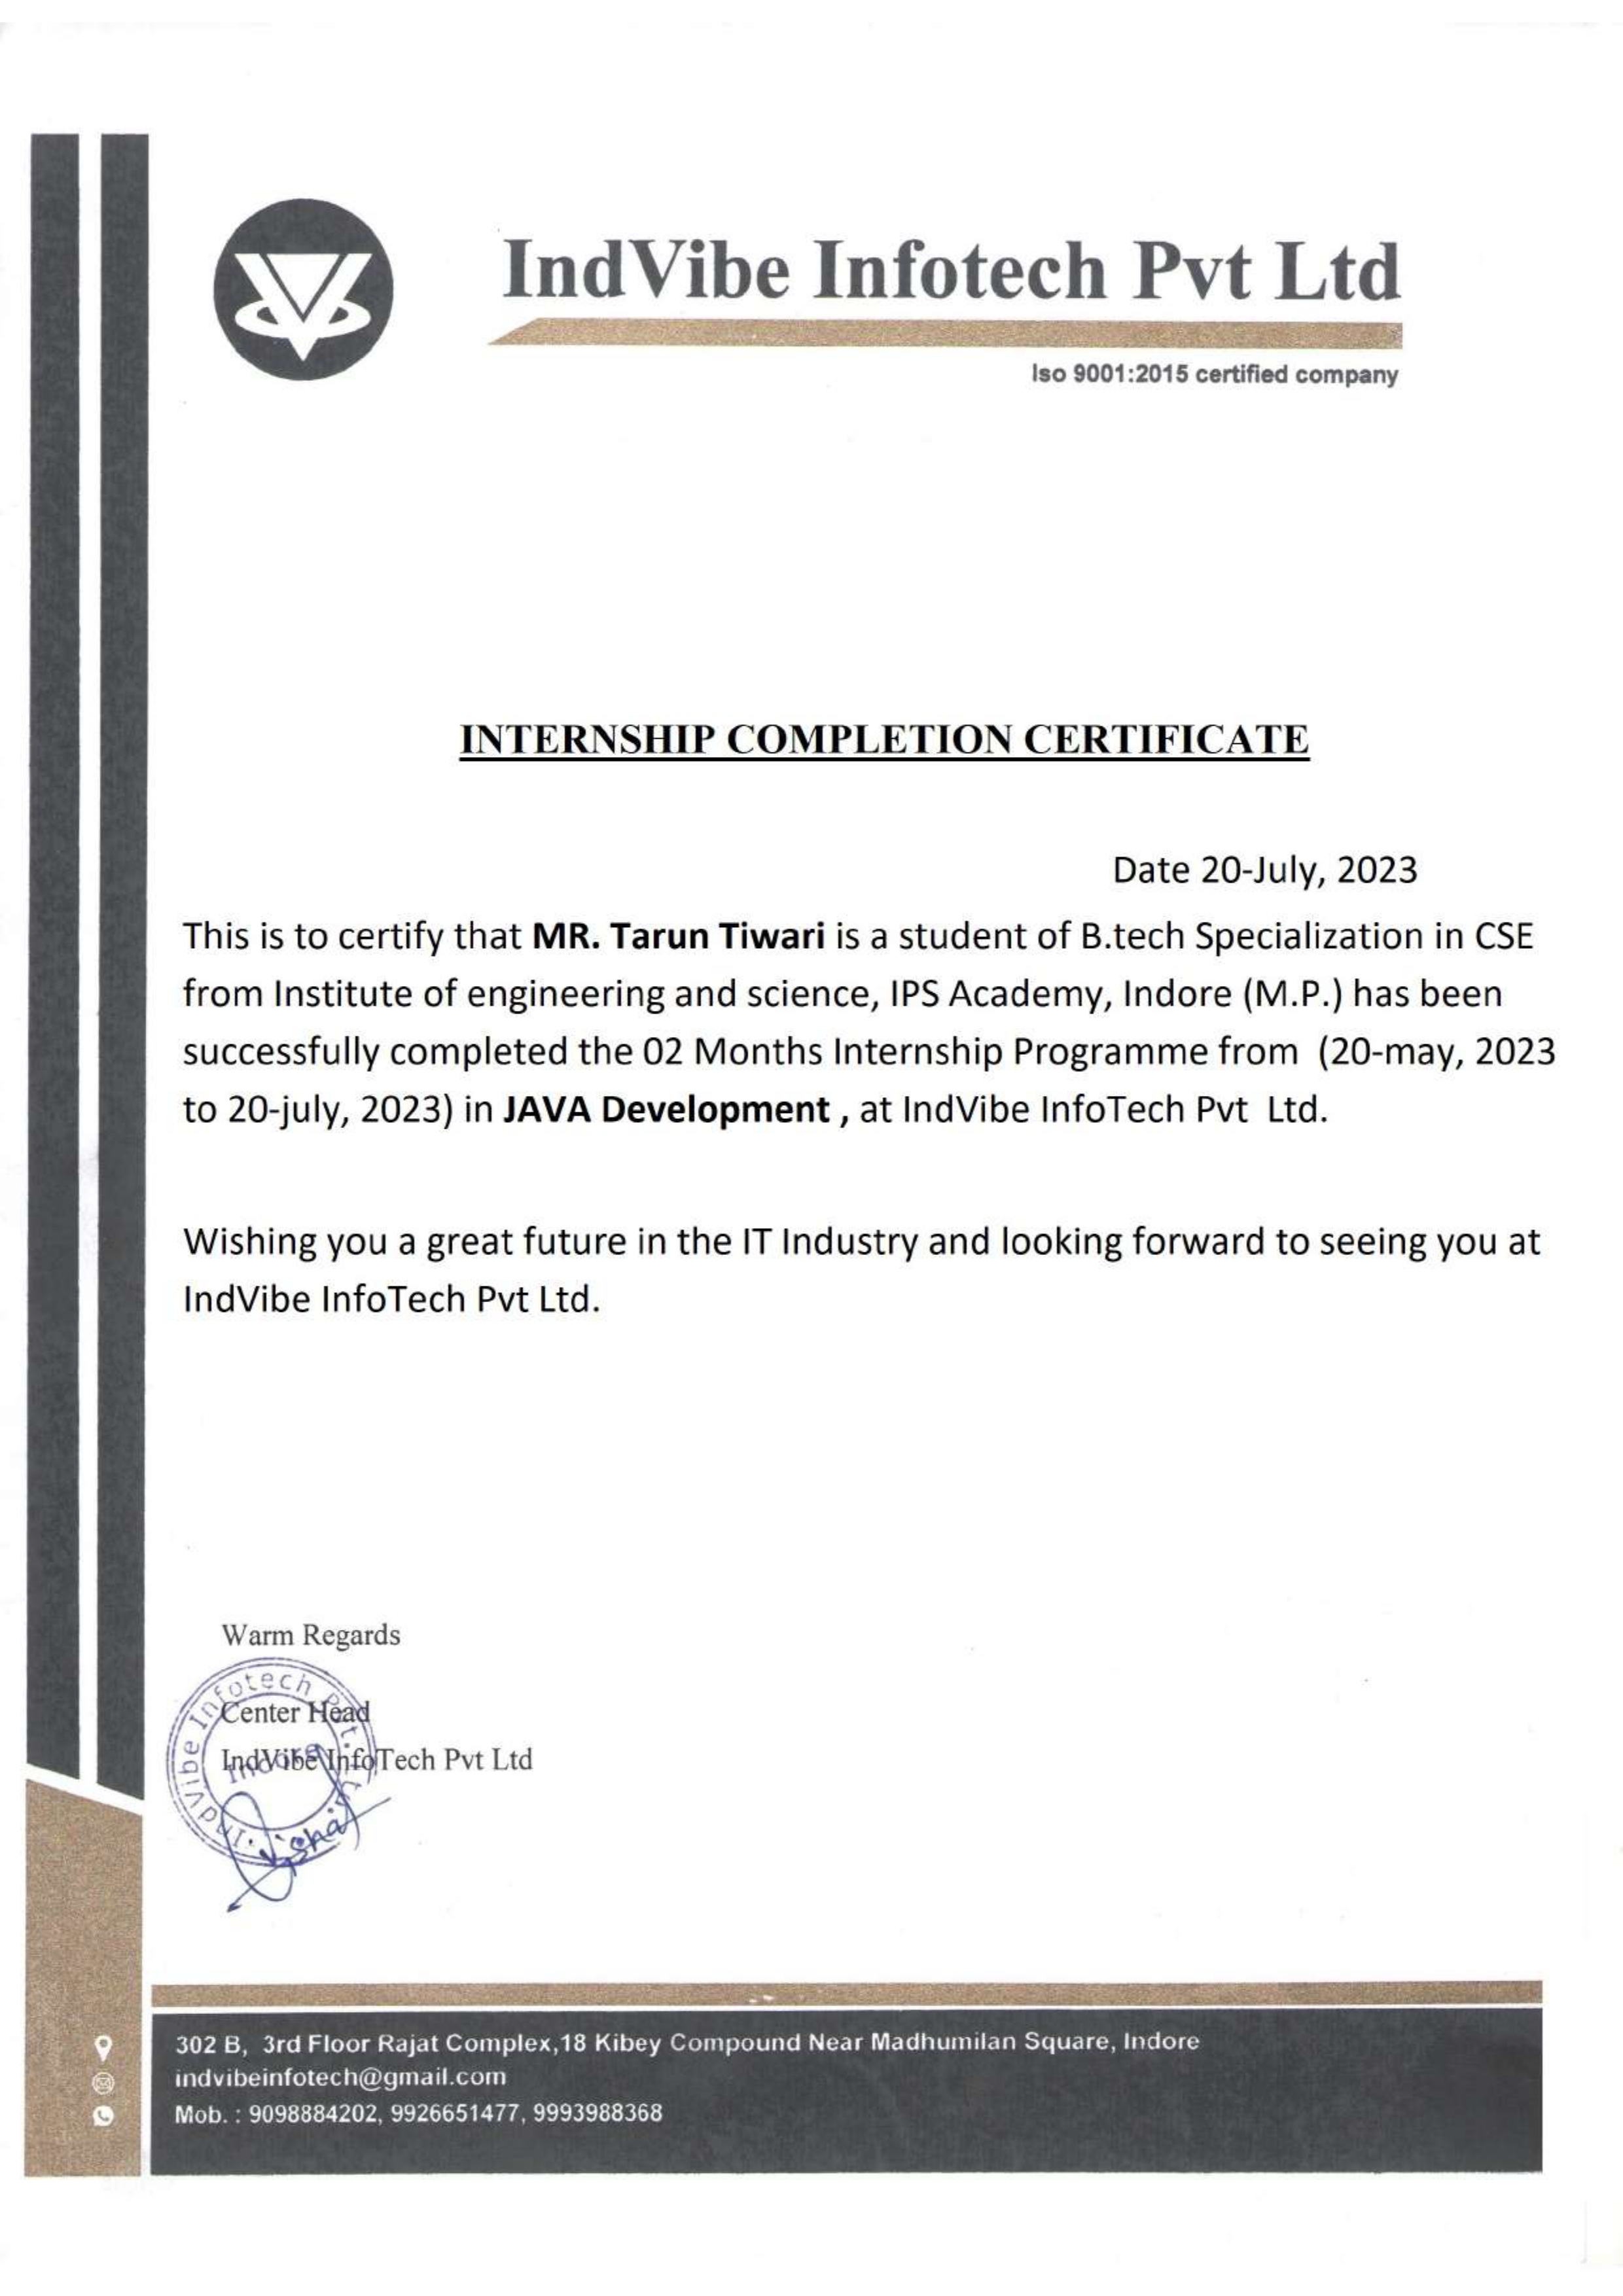 IndVibe Infotech Pvt Ltd
Iso 9001:2015 certified company
INTERNSHIP COMPLETION CERTIFICATE
Date 20-July, 2023
This is to certify that MR. Tarun Tiwari is a student of B.tech Specialization in CSE
from Institute of engineering and science, IPS Academy, Indore (M.P.) has been
successfully completed the 02 Months Internship Programme from (20-may, 2023
to 20-july, 2023) in JAVA Development , at IndVibe InfoTech Pvt Ltd.
Wishing you a great future in the IT Industry and looking forward to seeing you at
IndVibe InfoTech Pvt Ltd.
Warm Regards
Center Head
IndVibe InfoTech Pvt Ltd
IndVibe Infotech Pvt.
Indore
302 B, 3rd Floor Rajat Complex,18 Kibey Compound Near Madhumilan Square, Indore
indvibeinfotech@gmail.com
Mob. : 9098884202, 9926651477, 9993988368